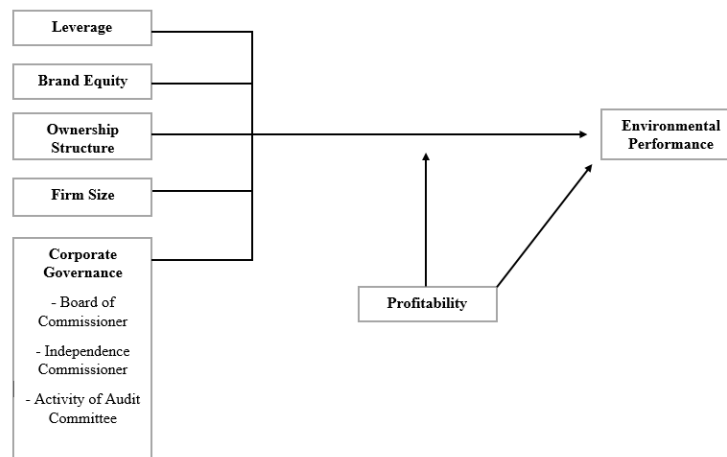 Leverage
Brand Equity
Ownership
Structure
Firm Size
Corporate
Governance
- Board of
Commissioner
- Independence
Commissioner
- Activity of Audit
Committee
Profitability
Environmental
Performance